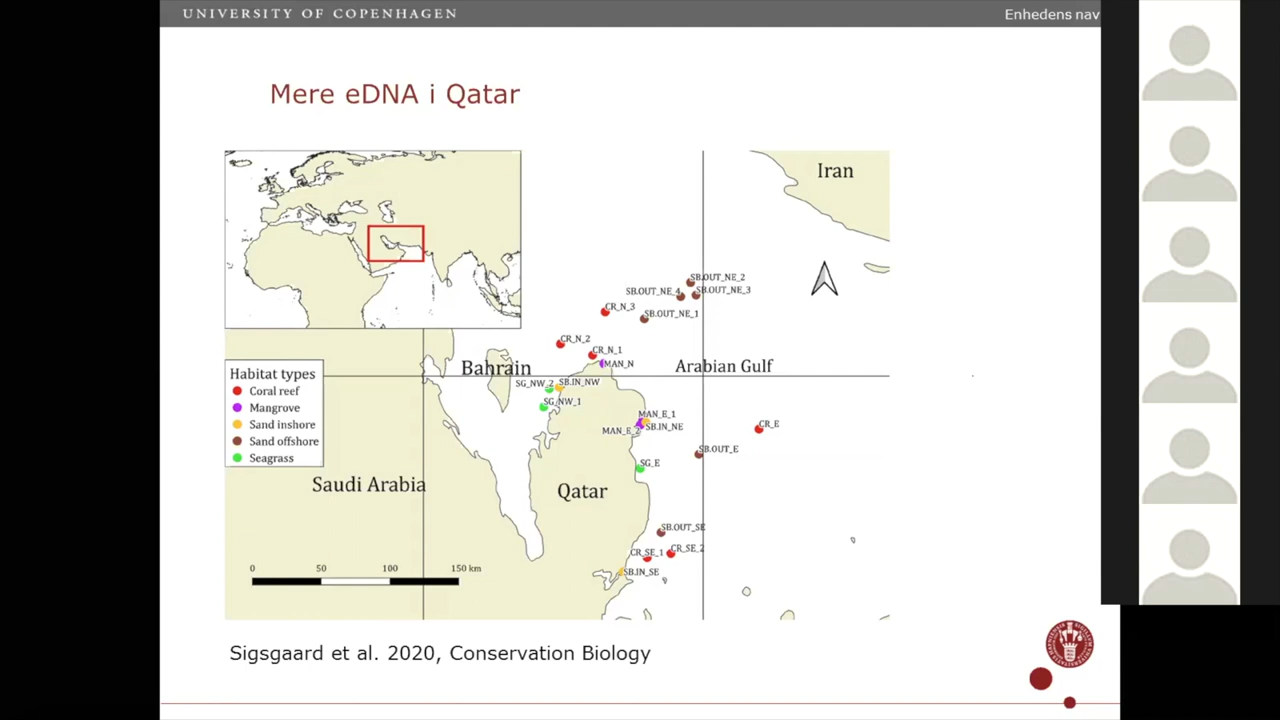 UNIVERSITY OF COPENHAGEN
Enhedens nav
Mere eDNA i Qatar
Iran
SB.OUT_NE_2
SB.OUT_NE_4
SB.OUT_NE_3
CR_N_3
SB.OUT_NE_1
CR_N_2
CR_N_1
MAN_N
Bahrain
Arabian Gulf
SG_NW_2
SB.IN_NW
SG_NW_1
Habitat types
Coral reef
Mangrove
Sand inshore
Sand offshore
Seagrass
MAN_E_1
SB.IN_NE
MAN_E_2
CR_E
SB.OUT_E
SG_E
Saudi Arabia
Qatar
SB.OUT_SE
CR_SE_1
CR_SE_2
SB.IN_SE
0 50 100 150 km
Sigsgaard et al. 2020, Conservation Biology